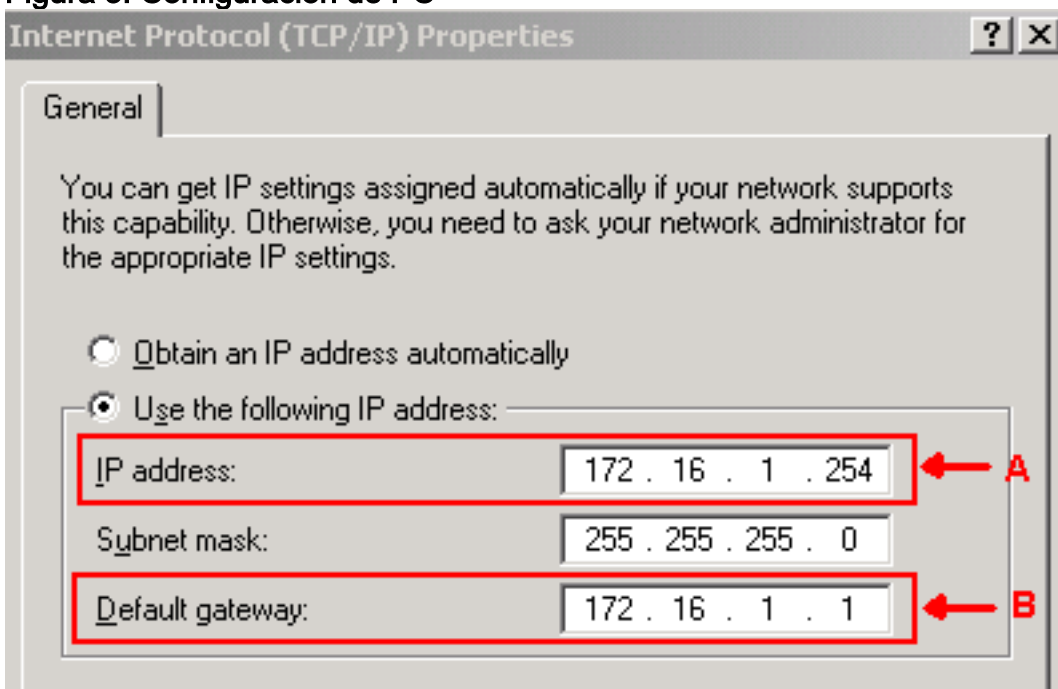 Internet Protocol (TCP/IP) Properties ? X
General
You can get IP settings assigned automatically if your network supports
this capability. Otherwise, you need to ask your network administrator for
the appropriate IP settings.
Obtain an IP address automatically
Use the following IP address:
IP address: 172 . 16 . 1 . 254 A
Subnet mask: 255 . 255 . 255 . 0
Default gateway: 172 . 16 . 1 . 1 B